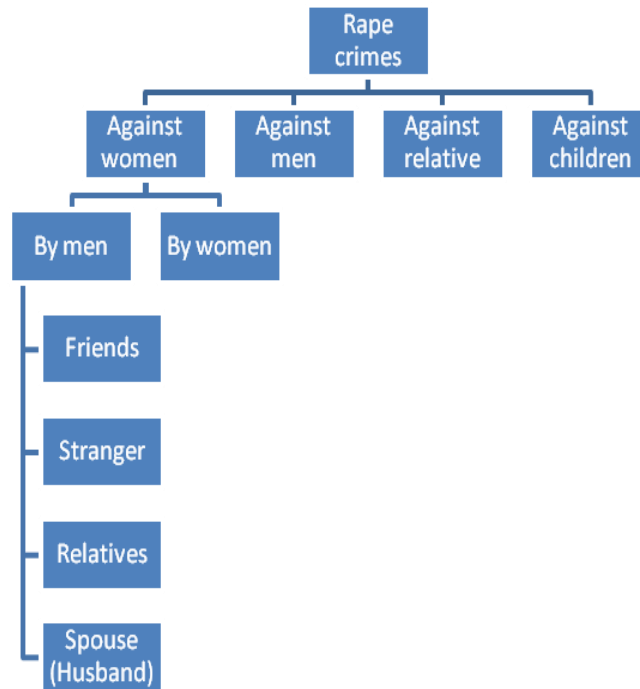 Rape
crimes
Against
women
Against
men
Against
relative
Against
children
By men
By women
Friends
Stranger
Relatives
Spouse
(Husband)